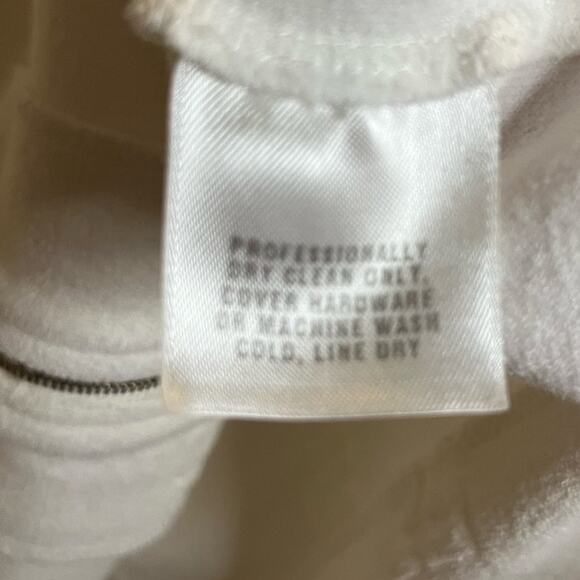 PROFESSIONALLY
DRY CLEAN ONLY.
COVER HARDWARE
OR MACHINE WASH
COLD, LINE DRY